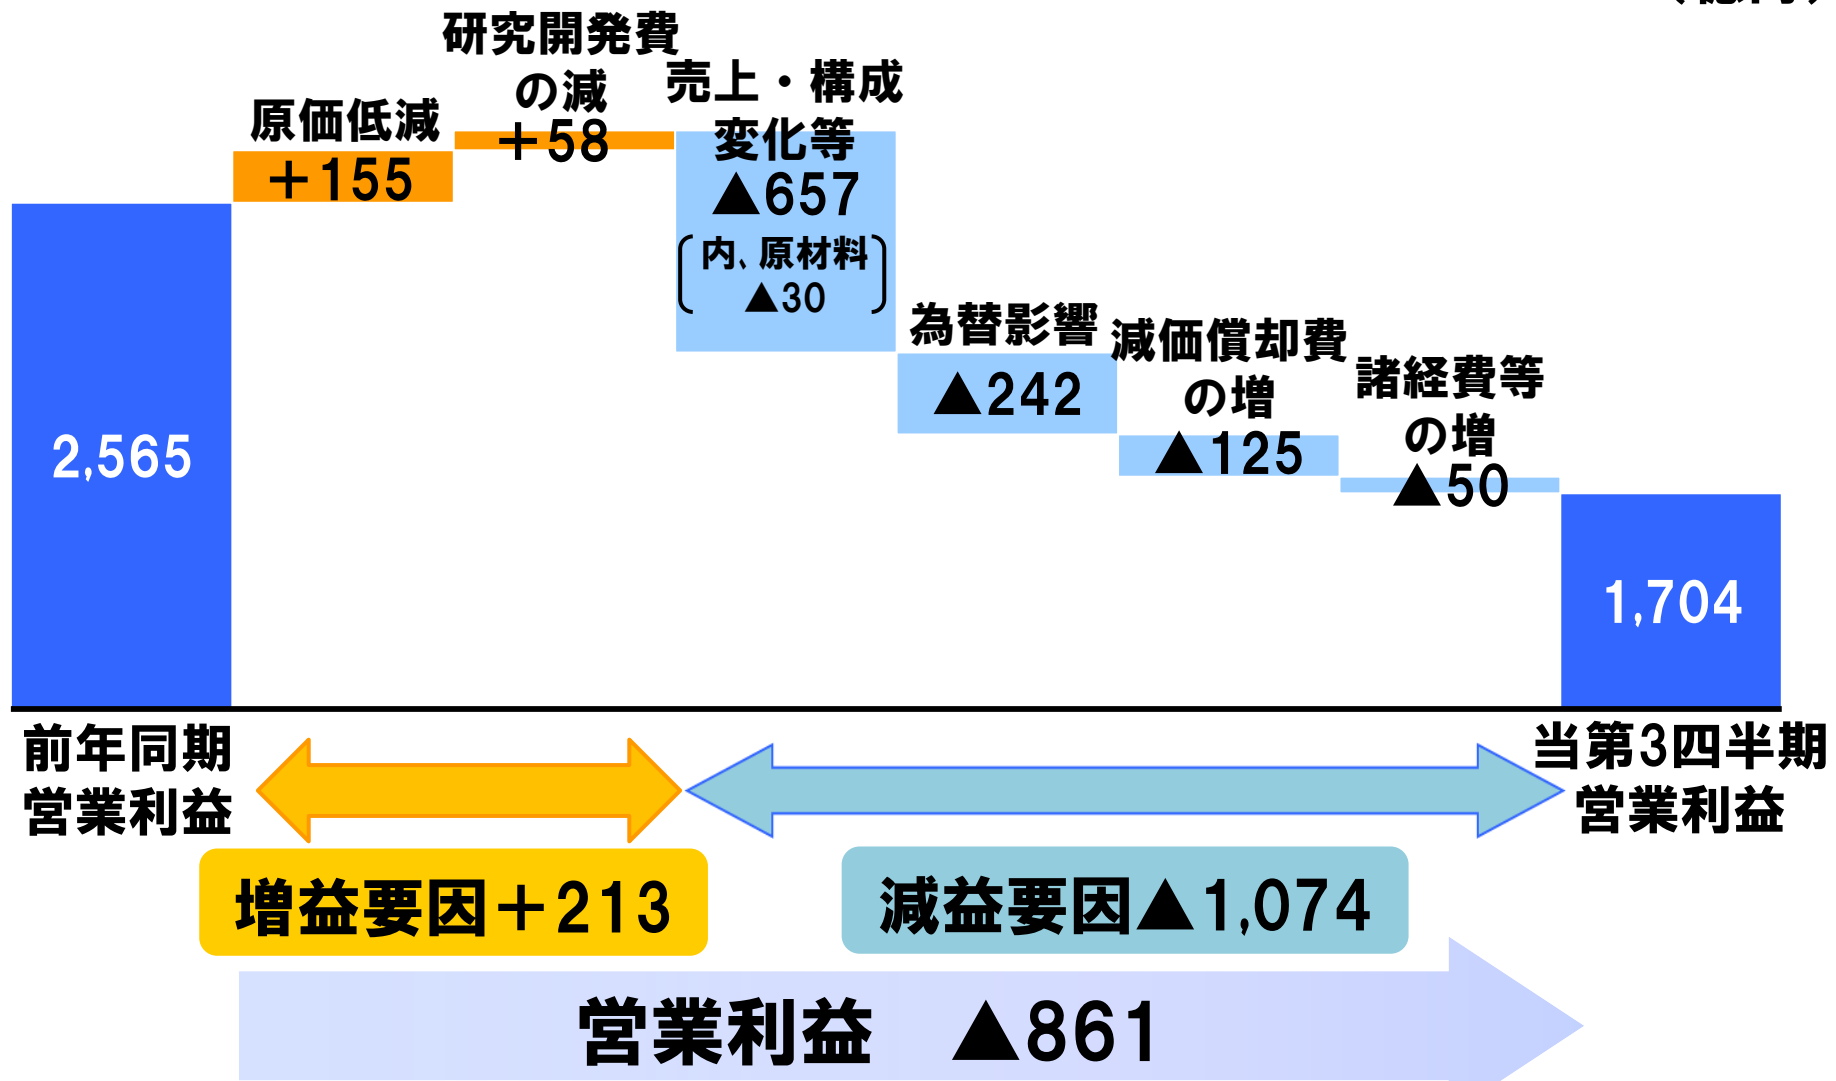 研究開発費
の減
+58
売上・構成
変化等
▲657
内、原材料
▲30
原価低減
+155
為替影響
▲242
減価償却費
の増
▲125
諸経費等
の増
▲50
2,565
1,704
前年同期
営業利益
当第3四半期
営業利益
増益要因+213
減益要因▲1,074
営業利益 ▲861